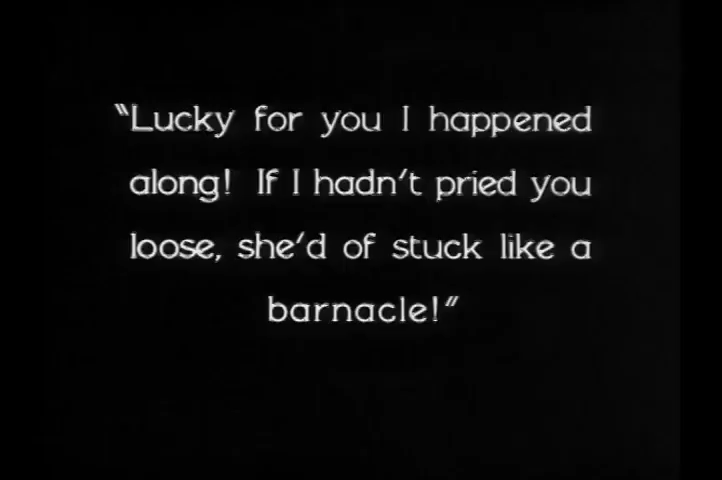 “Lucky for you I happened
along! If I hadn't pried you
loose, she'd of stuck like a
barnacle!”